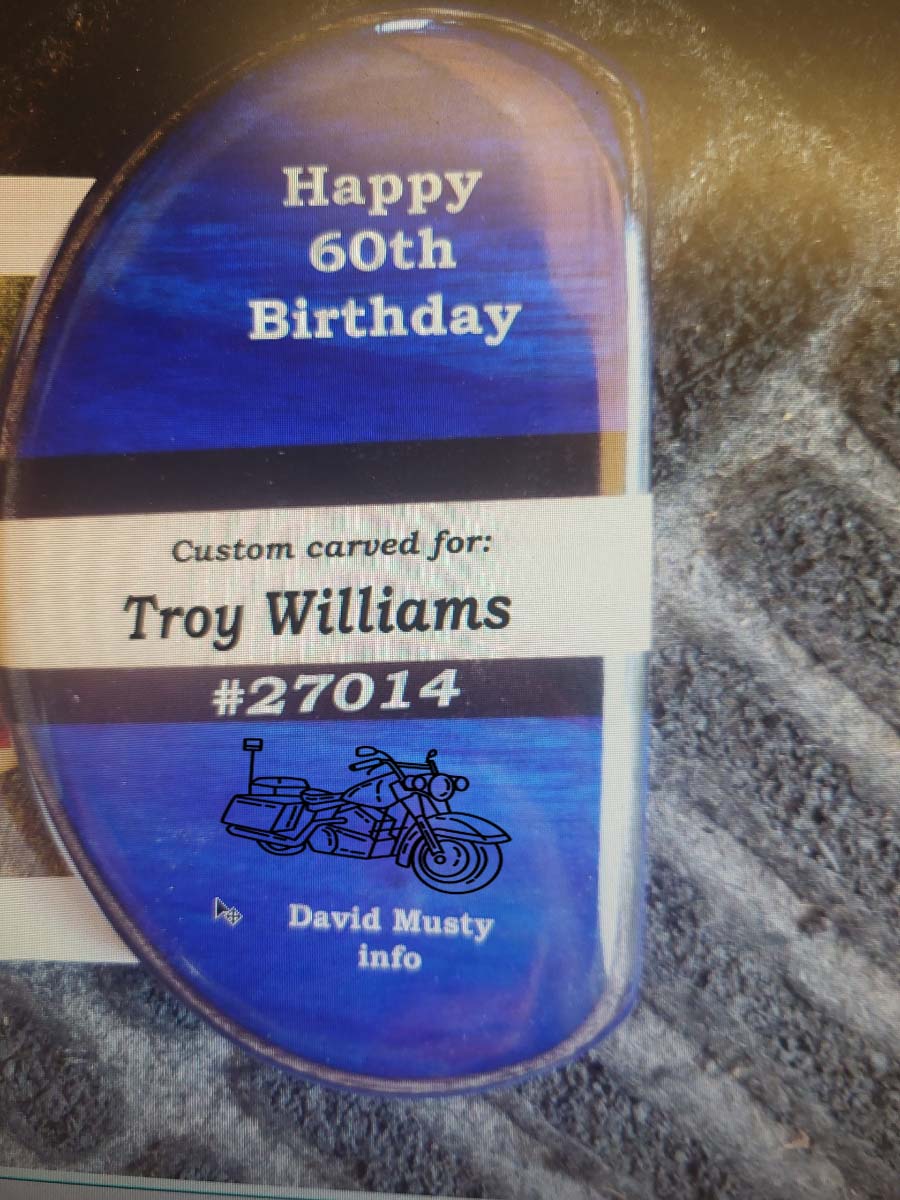 Happy
60th
Birthday
Custom carved for:
Troy Williams
#27014
David Musty
info